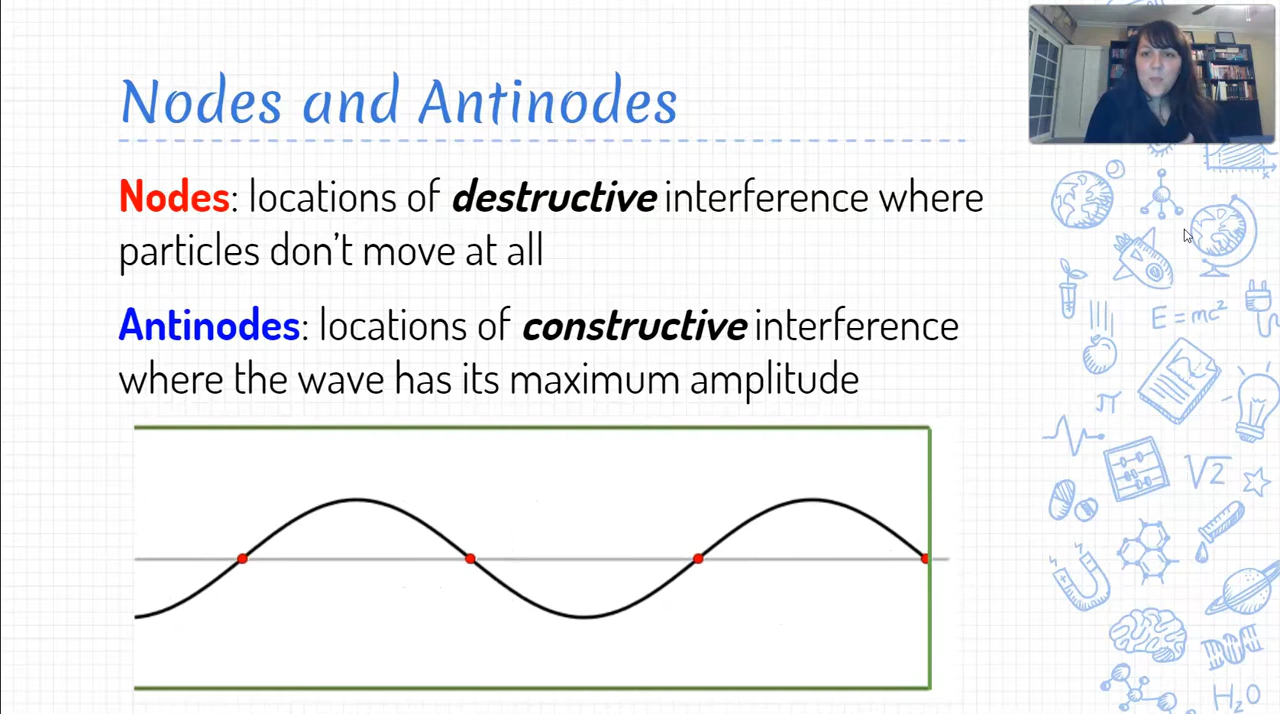 Nodes and Antinodes
Nodes: locations of destructive interference where
particles don't move at all
Antinodes: locations of constructive interference
where the wave has its maximum amplitude
E=mc²
π
√2
H₂O